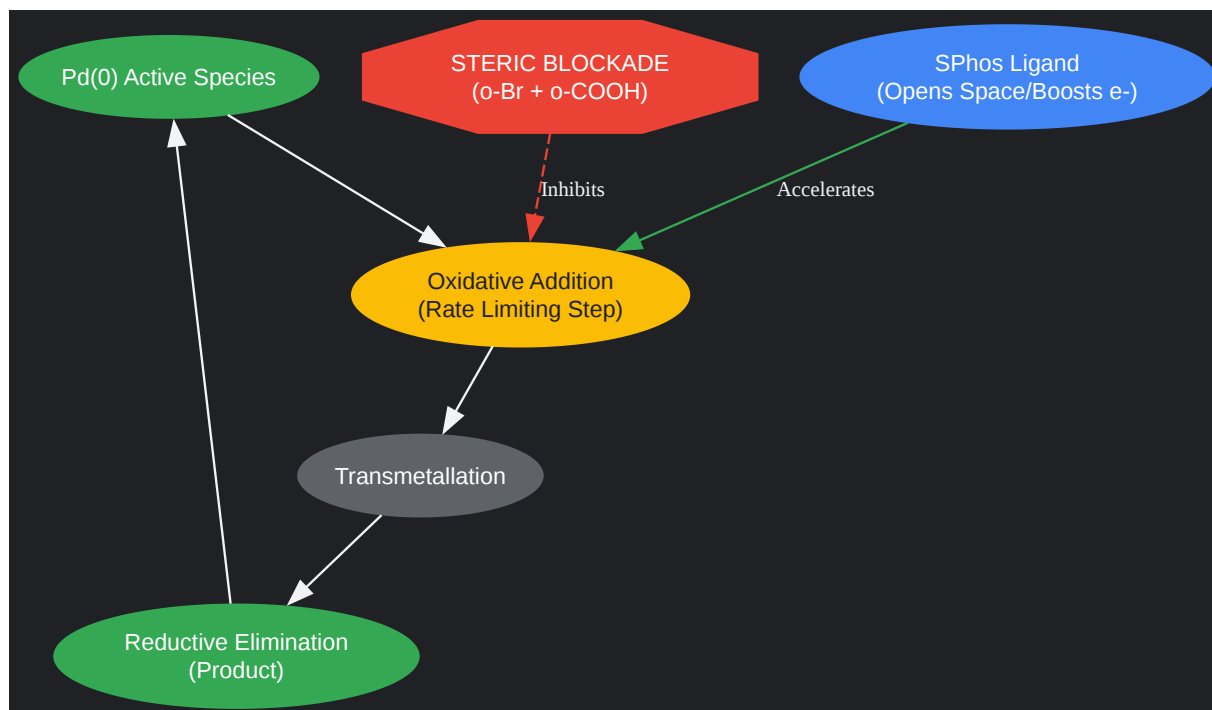 Pd(0) Active Species
STERIC BLOCKADE
(o-Br + o-COOH)
SPhos Ligand
(Opens Space/Boosts e-)
Inhibits
Accelerates
Oxidative Addition
(Rate Limiting Step)
Transmetallation
Reductive Elimination
(Product)